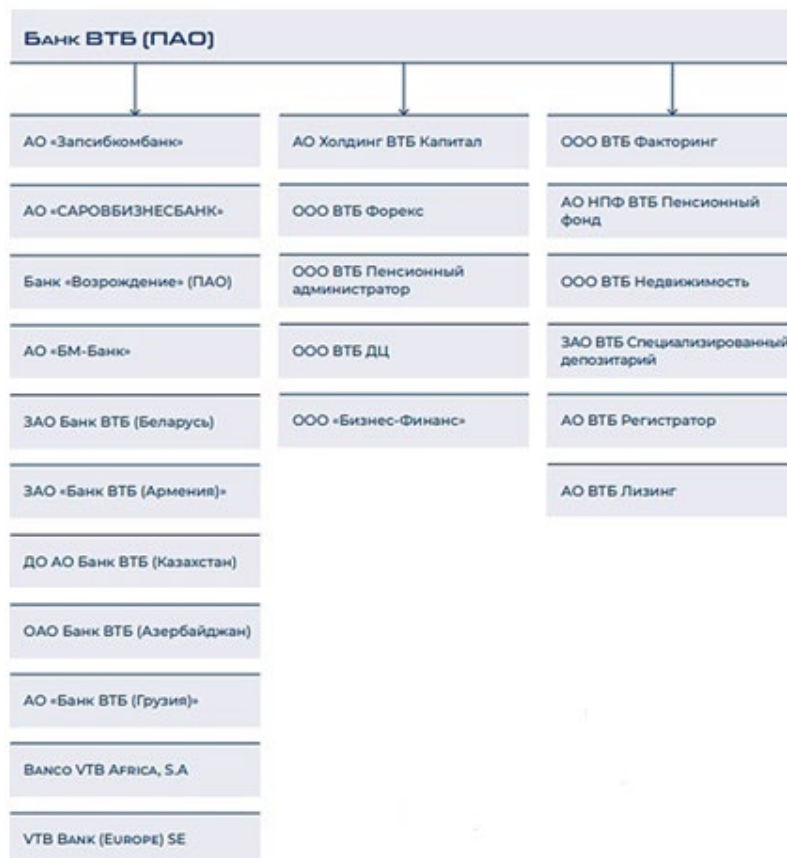 Банк ВТБ (ПАО)
АО «Запсибкомбанк»
АО «САРОВБИЗНЕСБАНК»
Банк «Возрождение» (ПАО)
АО «БМ-Банк»
ЗАО Банк ВТБ (Беларусь)
ЗАО «Банк ВТБ (Армения)»
ДО АО Банк ВТБ (Казахстан)
ОАО Банк ВТБ (Азербайджан)
АО «Банк ВТБ (Грузия)»
Banco VTB Africa, S.A
VTB Bank (Europe) SE
АО Холдинг ВТБ Капитал
ООО ВТБ Форекс
ООО ВТБ Пенсионный
администратор
ООО ВТБ ДЦ
ООО «Бизнес-Финанс»
ООО ВТБ Факторинг
АО НПФ ВТБ Пенсионный
фонд
ООО ВТБ Недвижимость
ЗАО ВТБ Специализированный
депозитарий
АО ВТБ Регистратор
АО ВТБ Лизинг